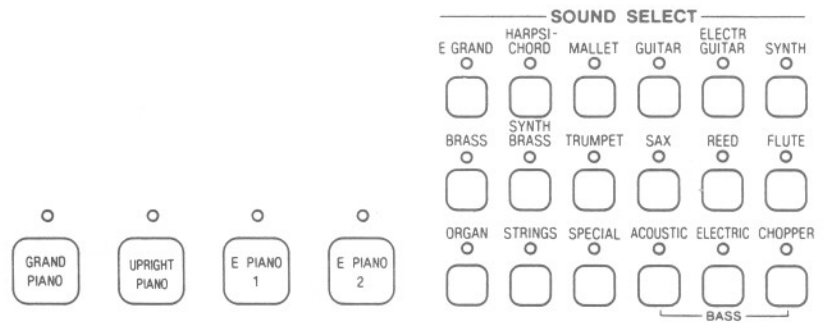 SOUND SELECT
E GRAND
HARPSI-
CHORD
MALLET
GUITAR
ELECTR
GUITAR
SYNTH
BRASS
SYNTH
BRASS
TRUMPET
SAX
REED
FLUTE
ORGAN
STRINGS
SPECIAL
ACOUSTIC
ELECTRIC
CHOPPER
BASS
GRAND
PIANO
UPRIGHT
PIANO
E PIANO
1
E PIANO
2